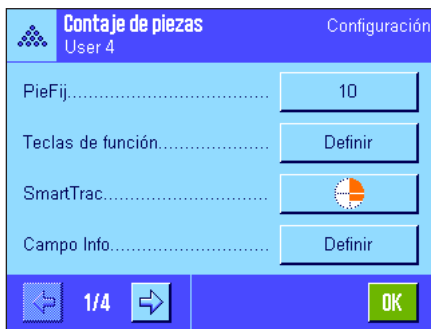 Contaje de piezas
Configuración
User 4
PieFij.................................... 10
Teclas de función..................... Definir
SmartTrac..............................
Campo Info............................ Definir
1/4
OK